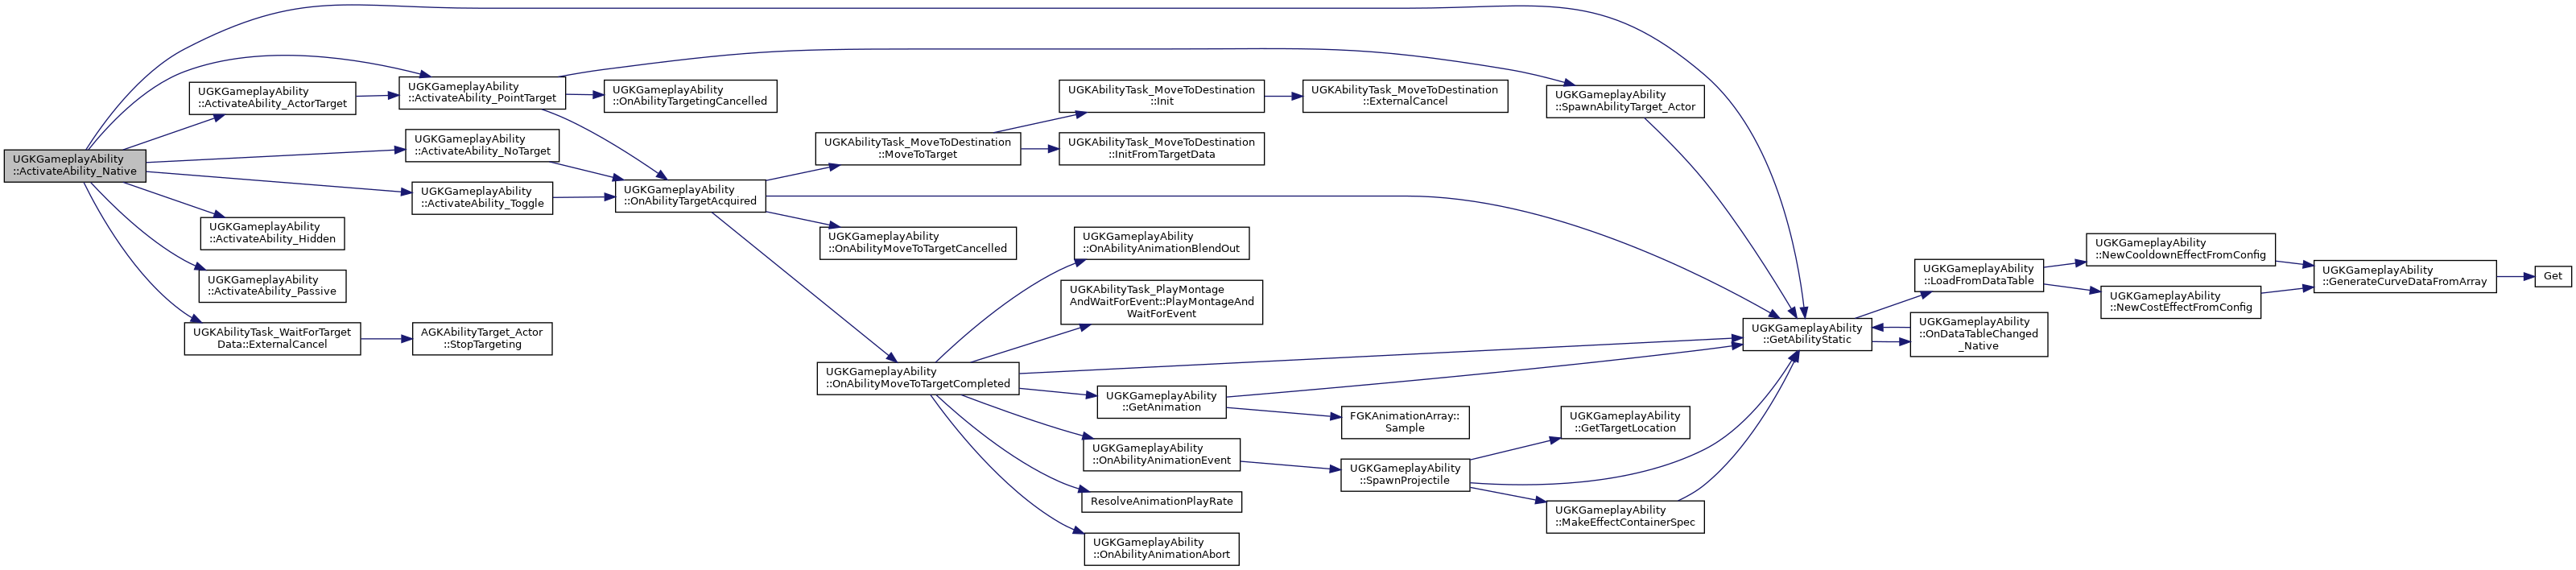 UGKGameplayAbility
::ActivateAbility_Native
UGKGameplayAbility
::ActivateAbility_ActorTarget
UGKGameplayAbility
::ActivateAbility_PointTarget
UGKGameplayAbility
::OnAbilityTargetingCancelled
UGKGameplayAbility
::ActivateAbility_NoTarget
UGKGameplayAbility
::ActivateAbility_Toggle
UGKGameplayAbility
::ActivateAbility_Hidden
UGKGameplayAbility
::ActivateAbility_Passive
UGKAbilityTask_WaitForTarget
Data::ExternalCancel
AGKAbilityTarget_Actor
::StopTargeting
UGKGameplayAbility
::OnAbilityTargetAcquired
UGKAbilityTask_MoveToDestination
::MoveToTarget
UGKAbilityTask_MoveToDestination
::Init
UGKAbilityTask_MoveToDestination
::ExternalCancel
UGKAbilityTask_MoveToDestination
::InitFromTargetData
UGKGameplayAbility
::OnAbilityMoveToTargetCancelled
UGKGameplayAbility
::OnAbilityMoveToTargetCompleted
UGKGameplayAbility
::OnAbilityAnimationBlendOut
UGKAbilityTask_PlayMontage
AndWaitForEvent::PlayMontageAnd
WaitForEvent
UGKGameplayAbility
::GetAnimation
FGKAnimationArray::
Sample
UGKGameplayAbility
::OnAbilityAnimationEvent
ResolveAnimationPlayRate
UGKGameplayAbility
::OnAbilityAnimationAbort
UGKGameplayAbility
::SpawnProjectile
UGKGameplayAbility
::GetTargetLocation
UGKGameplayAbility
::MakeEffectContainerSpec
UGKGameplayAbility
::SpawnAbilityTarget_Actor
UGKGameplayAbility
::GetAbilityStatic
UGKGameplayAbility
::LoadFromDataTable
UGKGameplayAbility
::OnDataTableChanged
_Native
UGKGameplayAbility
::NewCooldownEffectFromConfig
UGKGameplayAbility
::NewCostEffectFromConfig
UGKGameplayAbility
::GenerateCurveDataFromArray
Get